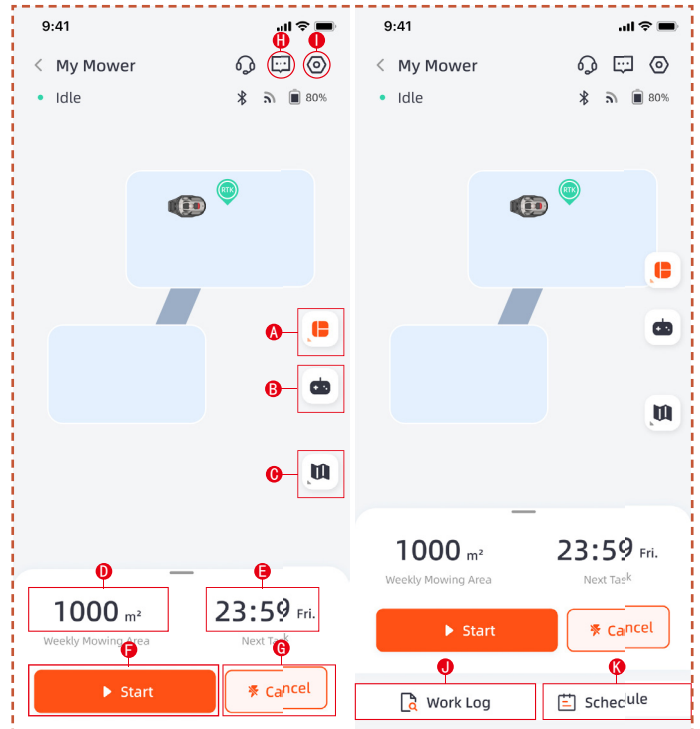 9:41
H I
My Mower
Idle
80%
RTK
A
B
C
D E
1000 m²
23:59 Fri.
Weekly Mowing Area
Next Task
F G
Start
Cancel
9:41
My Mower
Idle
80%
RTK
1000 m²
23:59 Fri.
Weekly Mowing Area
Next Task
Start
Cancel
J K
Work Log
Schedule